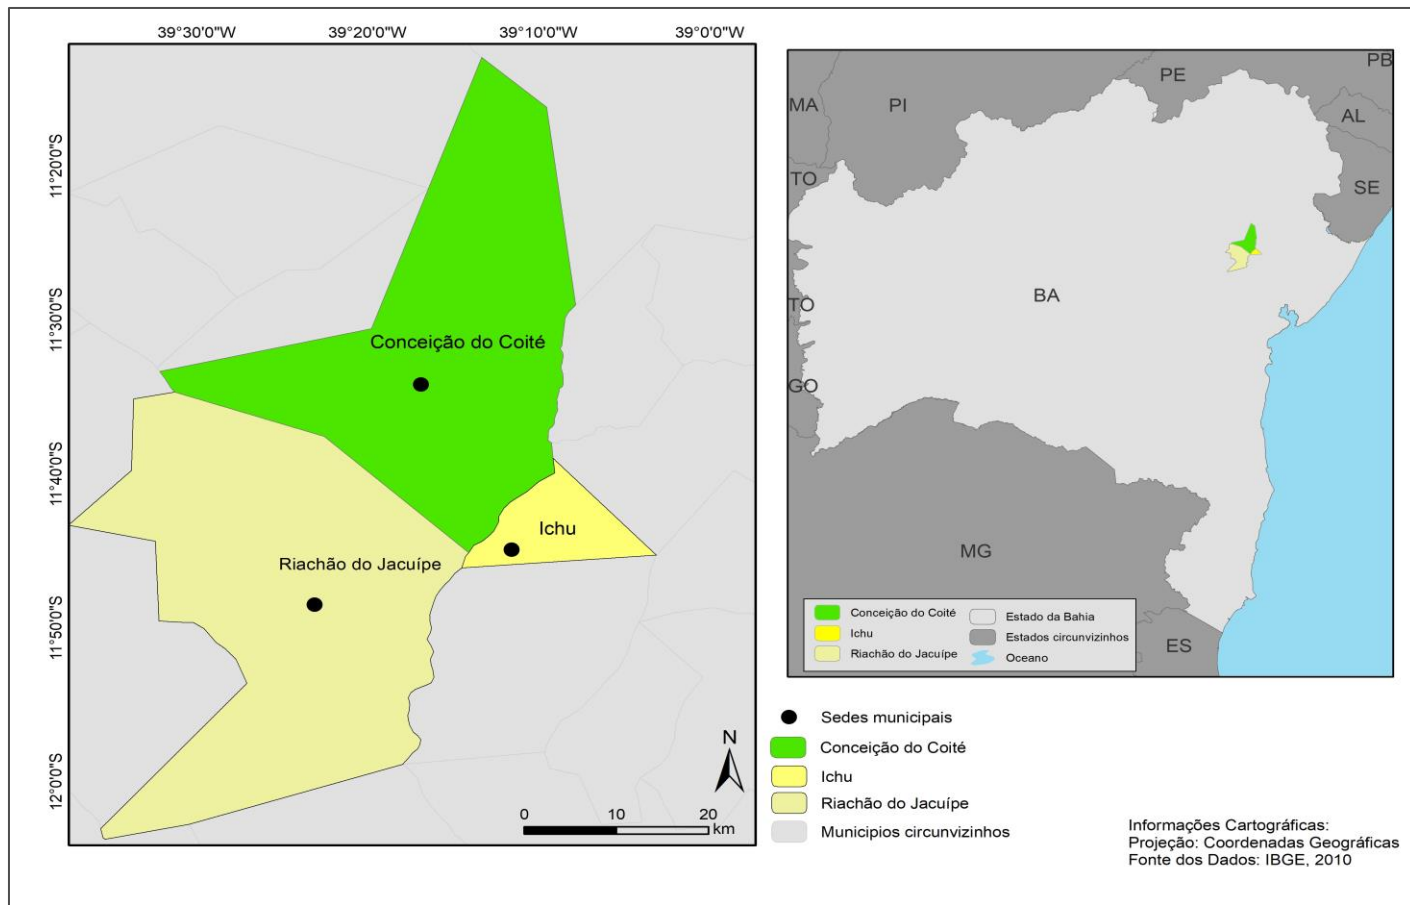 39°30'0"W
39°20'0"W
39°10'0"W
39°0'0"W
11°20'0"S
11°30'0"S
11°40'0"S
11°50'0"S
12°0'0"S
Conceição do Coité
Ichu
Riachão do Jacuípe
N
0 10 20
km
PB
PE
MA
PI
AL
TO
SE
BA
TO
GO
MG
ES
Conceição do Coité
Ichu
Riachão do Jacuípe
Estado da Bahia
Estados circunvizinhos
Oceano
Sedes municipais
Conceição do Coité
Ichu
Riachão do Jacuípe
Municipios circunvizinhos
Informações Cartográficas:
Projeção: Coordenadas Geográficas
Fonte dos Dados: IBGE, 2010